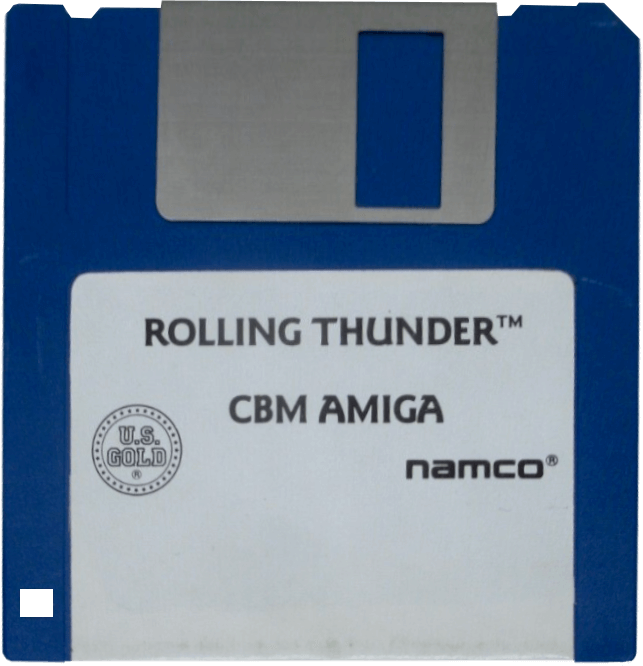 ROLLING THUNDER™
CBM AMIGA
U.S.
GOLD
®
namco®